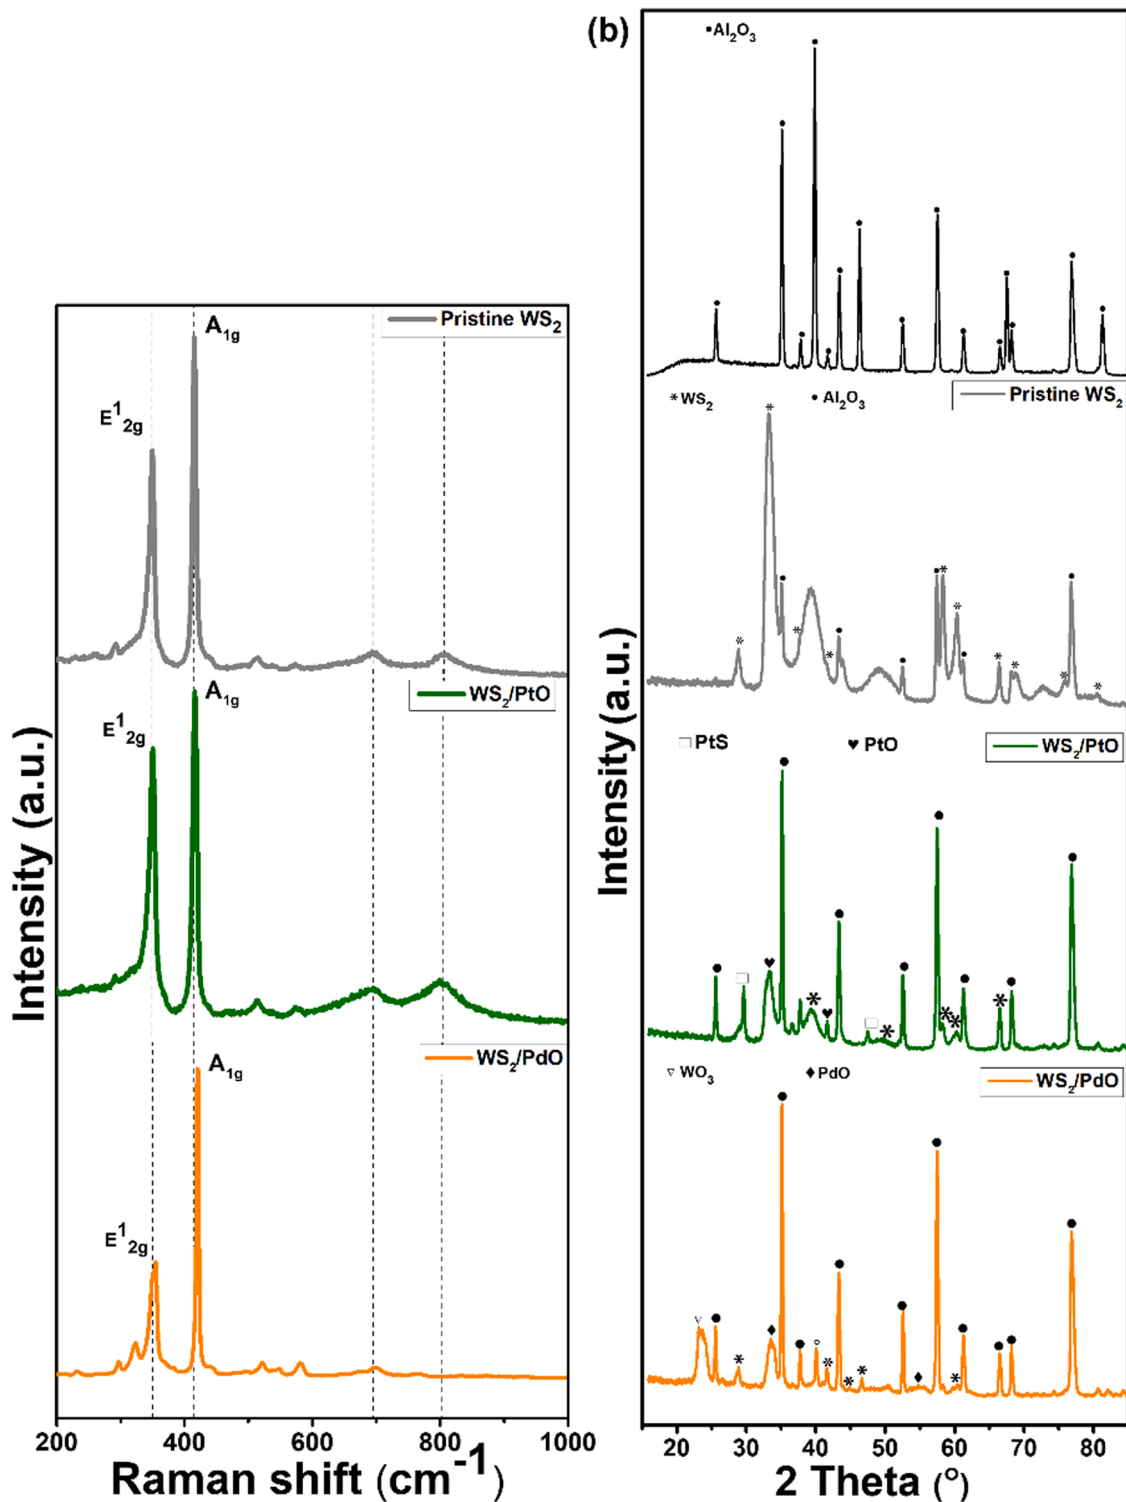 Pristine WS2
A1g
E12g
WS2/PtO
A1g
E12g
WS2/PdO
A1g
E12g
Intensity (a.u.)
200 400 600 800 1000
Raman shift (cm-1)
(b)
•Al2O3
*WS2 • Al2O3 Pristine WS2
□ PtS ♥ PtO WS2/PtO
▽ WO3 ♦ PdO WS2/PdO
Intensity (a.u.)
20 30 40 50 60 70 80
2 Theta (°)